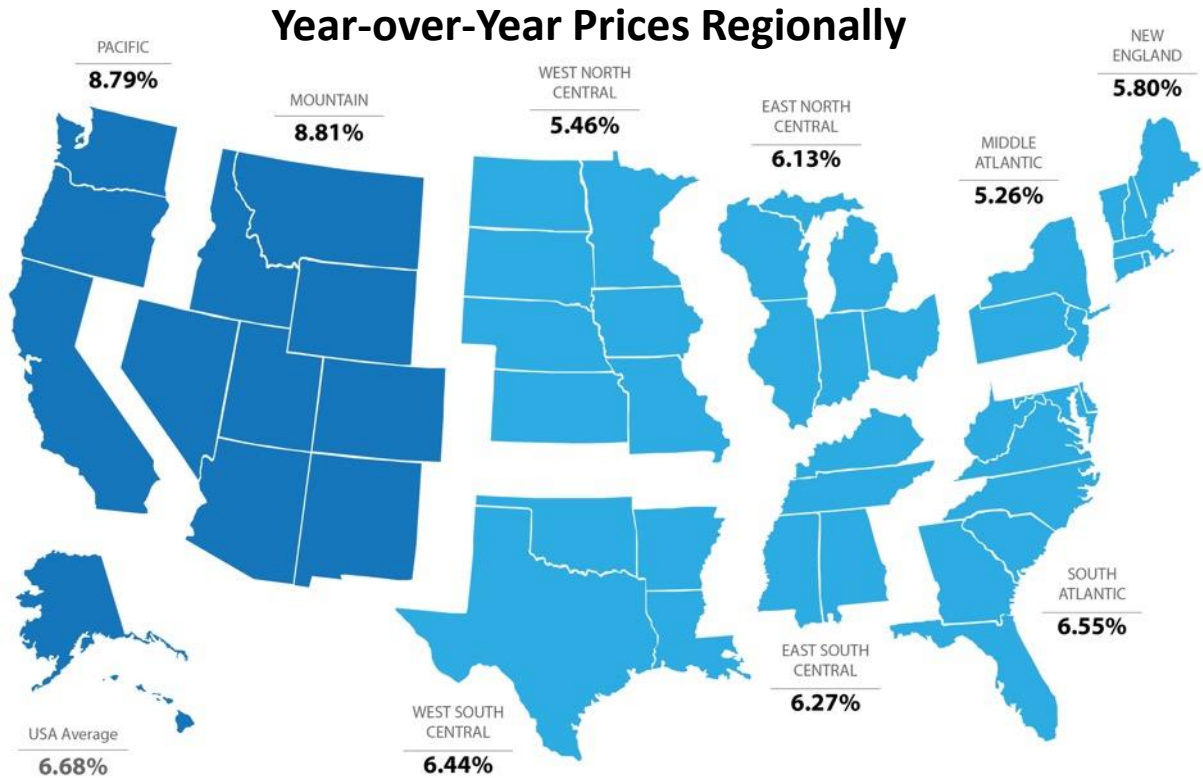 Year-over-Year Prices Regionally
PACIFIC
8.79%
MOUNTAIN
8.81%
WEST NORTH
CENTRAL
5.46%
EAST NORTH
CENTRAL
6.13%
MIDDLE
ATLANTIC
5.26%
NEW
ENGLAND
5.80%
SOUTH
ATLANTIC
6.55%
EAST SOUTH
CENTRAL
6.27%
WEST SOUTH
CENTRAL
6.44%
USA Average
6.68%